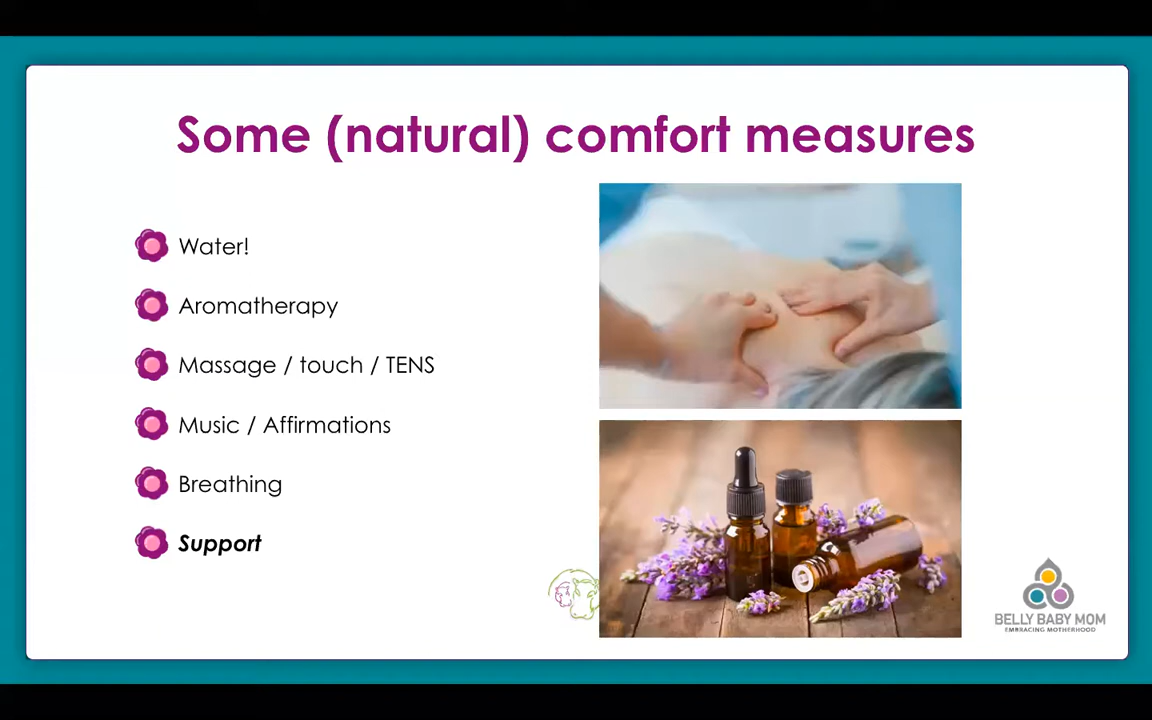 Some (natural) comfort measures
Water!
Aromatherapy
Massage / touch / TENS
Music / Affirmations
Breathing
Support
BELLY BABY MOM
EMBRACING MOTHERHOOD